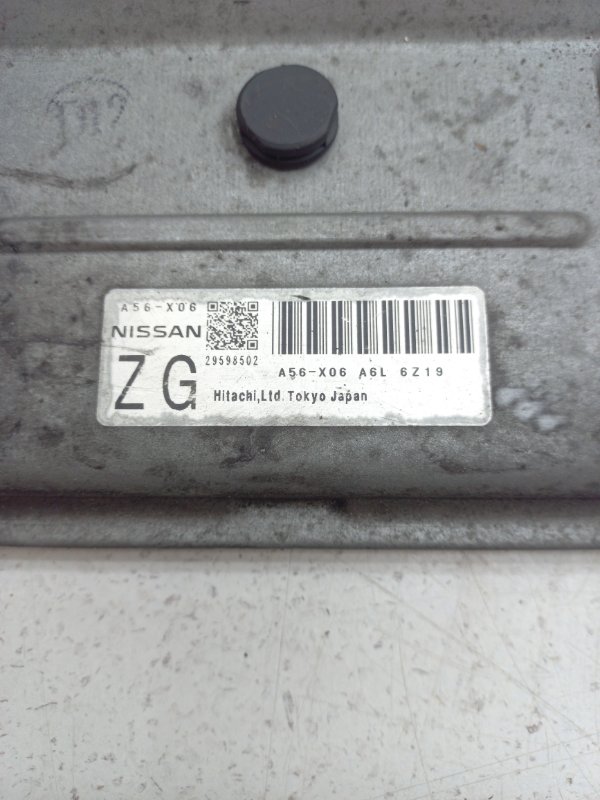 A56-X06
NISSAN
29598502
ZG
A56-X06 A6L 6Z19
Hitachi,Ltd. Tokyo Japan